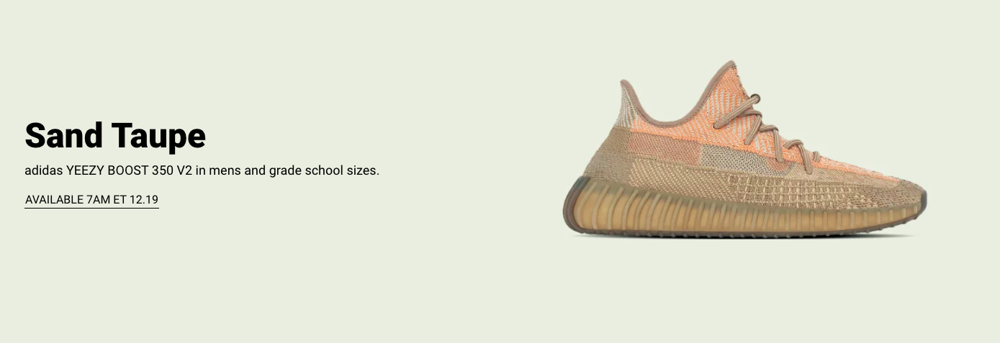 Sand Taupe
adidas YEEZY BOOST 350 V2 in mens and grade school sizes.
AVAILABLE 7AM ET 12.19